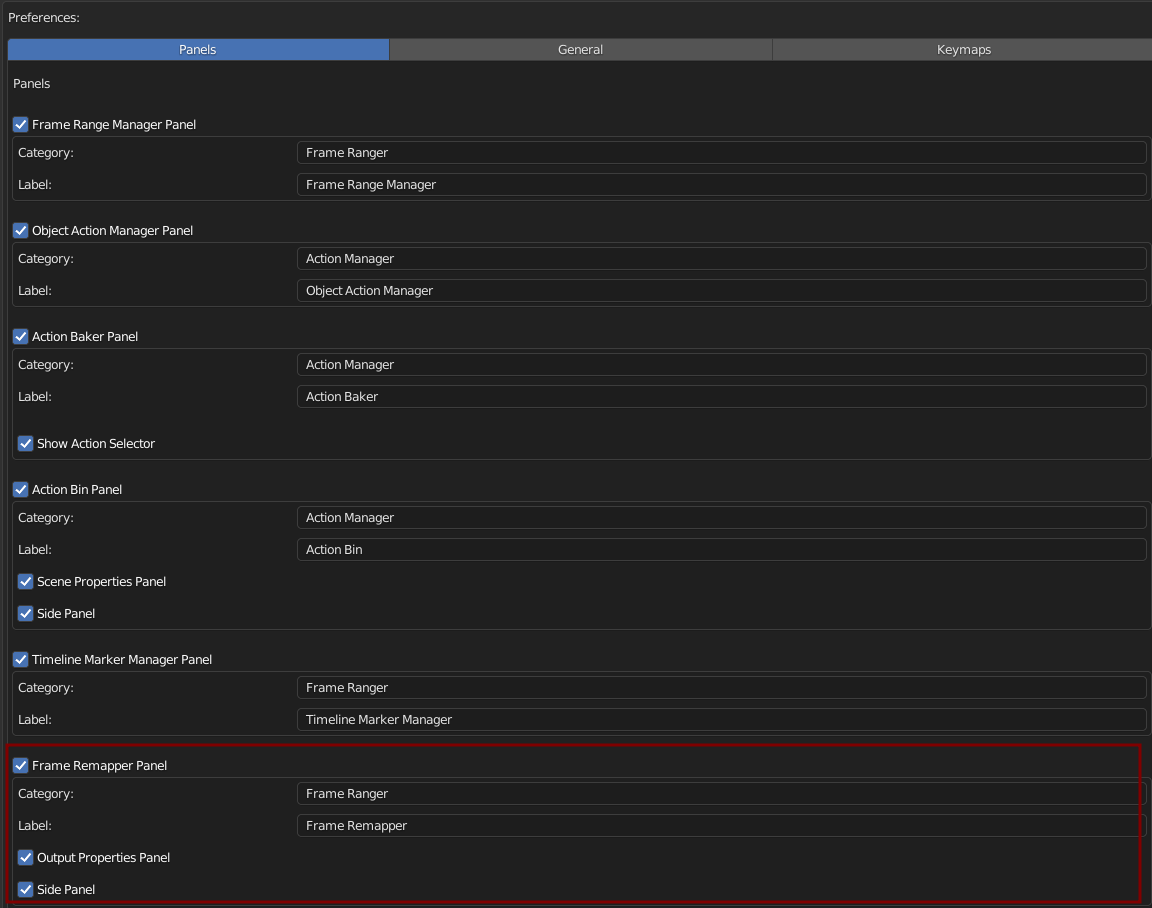 Preferences:
Panels General Keymaps
Panels
Frame Range Manager Panel
Category: Frame Ranger
Label: Frame Range Manager
Object Action Manager Panel
Category: Action Manager
Label: Object Action Manager
Action Baker Panel
Category: Action Manager
Label: Action Baker
Show Action Selector
Action Bin Panel
Category: Action Manager
Label: Action Bin
Scene Properties Panel
Side Panel
Timeline Marker Manager Panel
Category: Frame Ranger
Label: Timeline Marker Manager
Frame Remapper Panel
Category: Frame Ranger
Label: Frame Remapper
Output Properties Panel
Side Panel